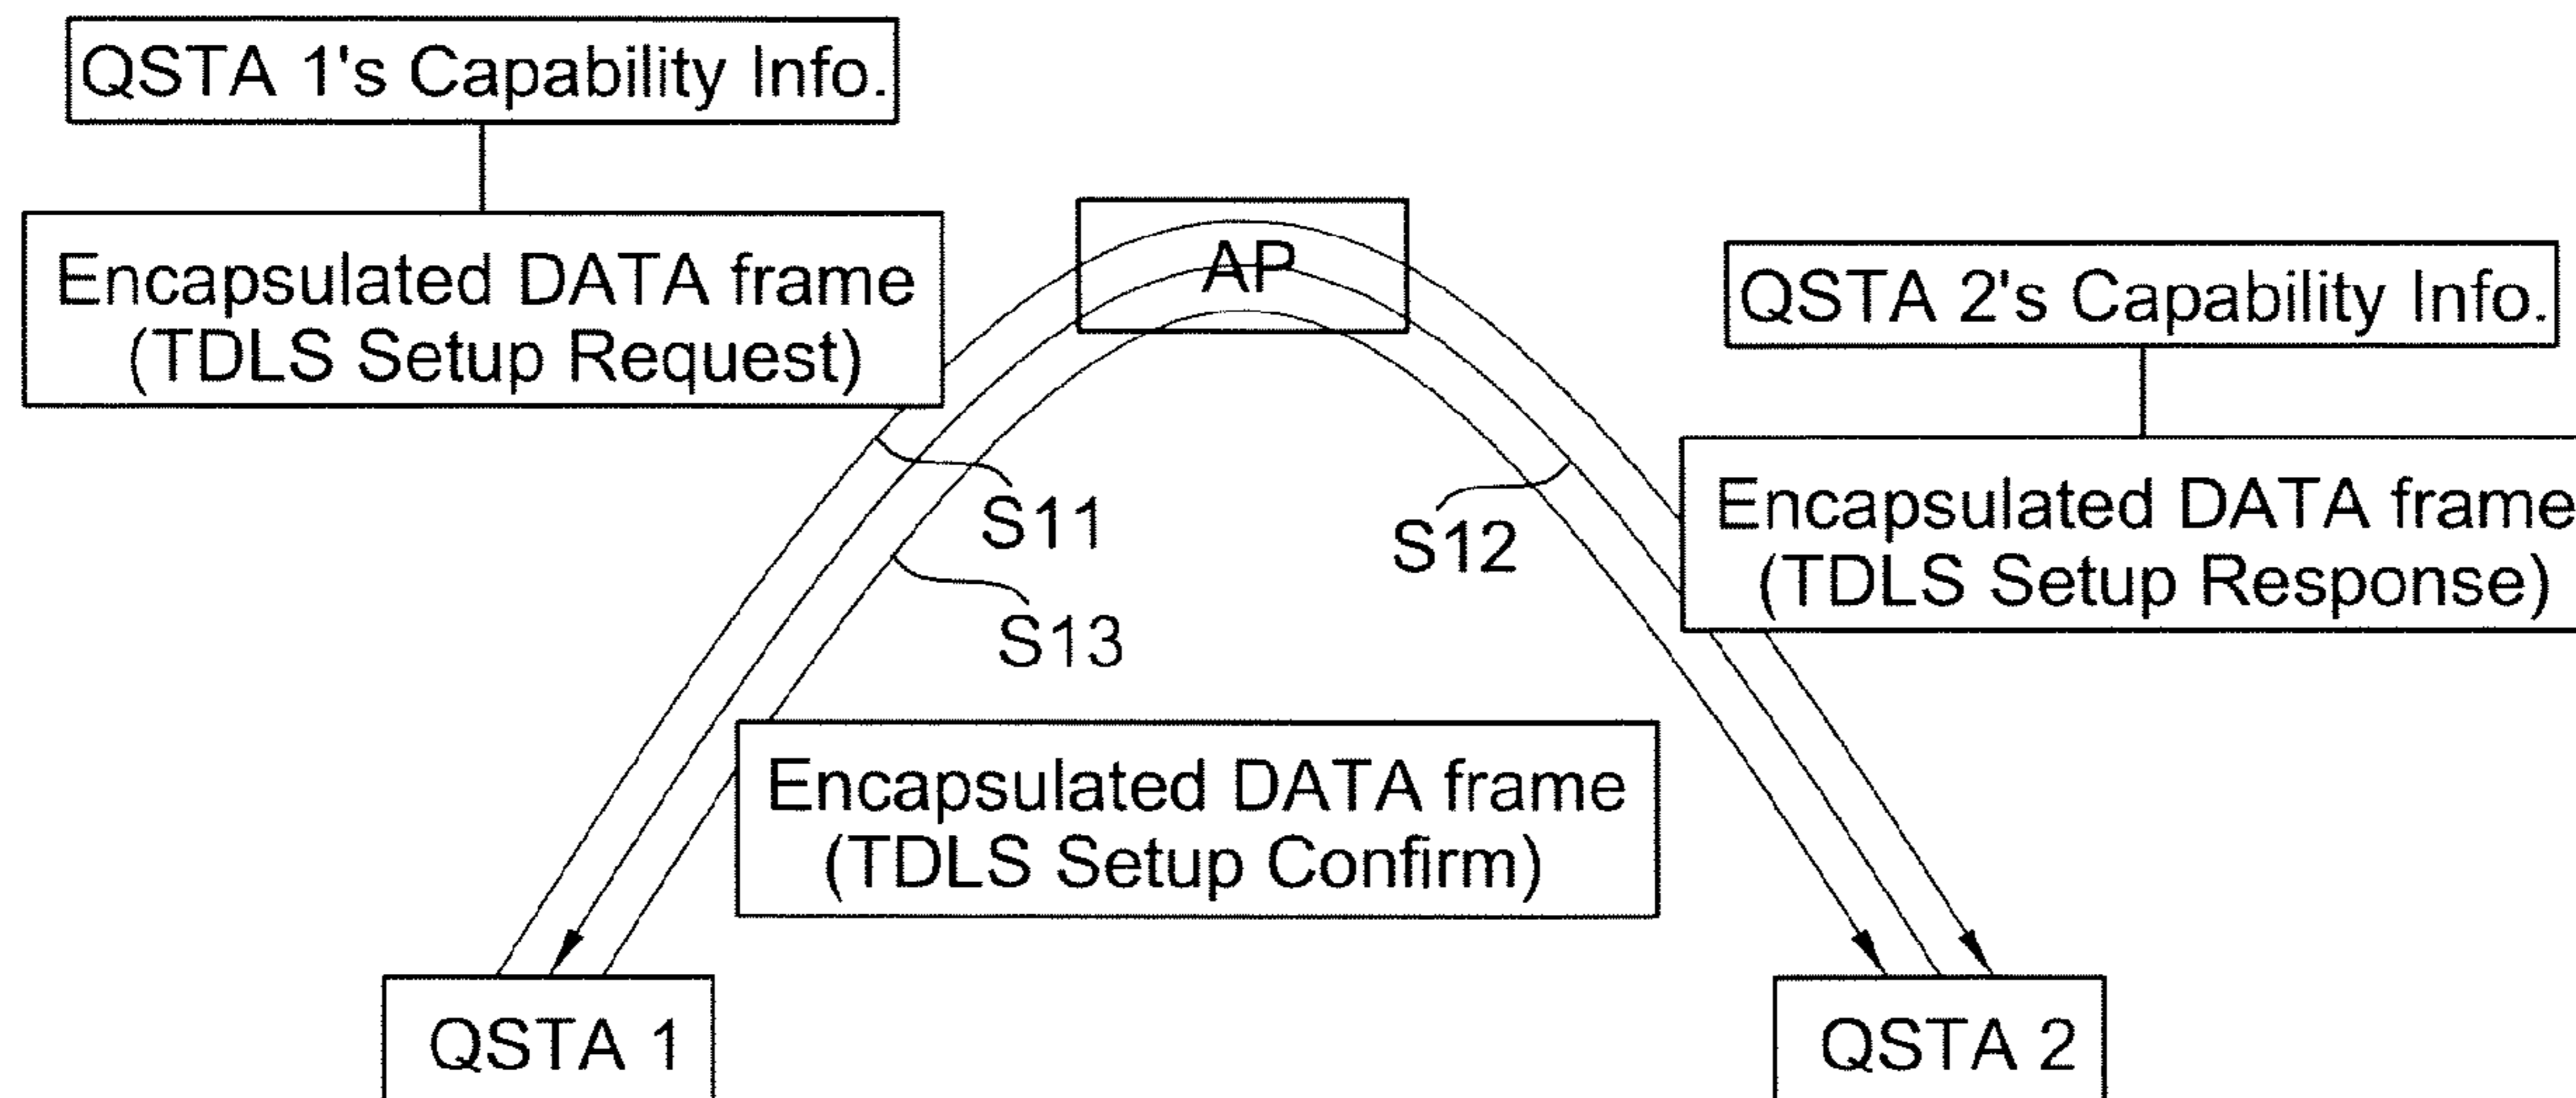 QSTA 1's Capability Info.
Encapsulated DATA frame
(TDLS Setup Request)
AP
QSTA 2's Capability Info.
Encapsulated DATA frame
(TDLS Setup Response)
S11
S12
S13
Encapsulated DATA frame
(TDLS Setup Confirm)
QSTA 1
QSTA 2